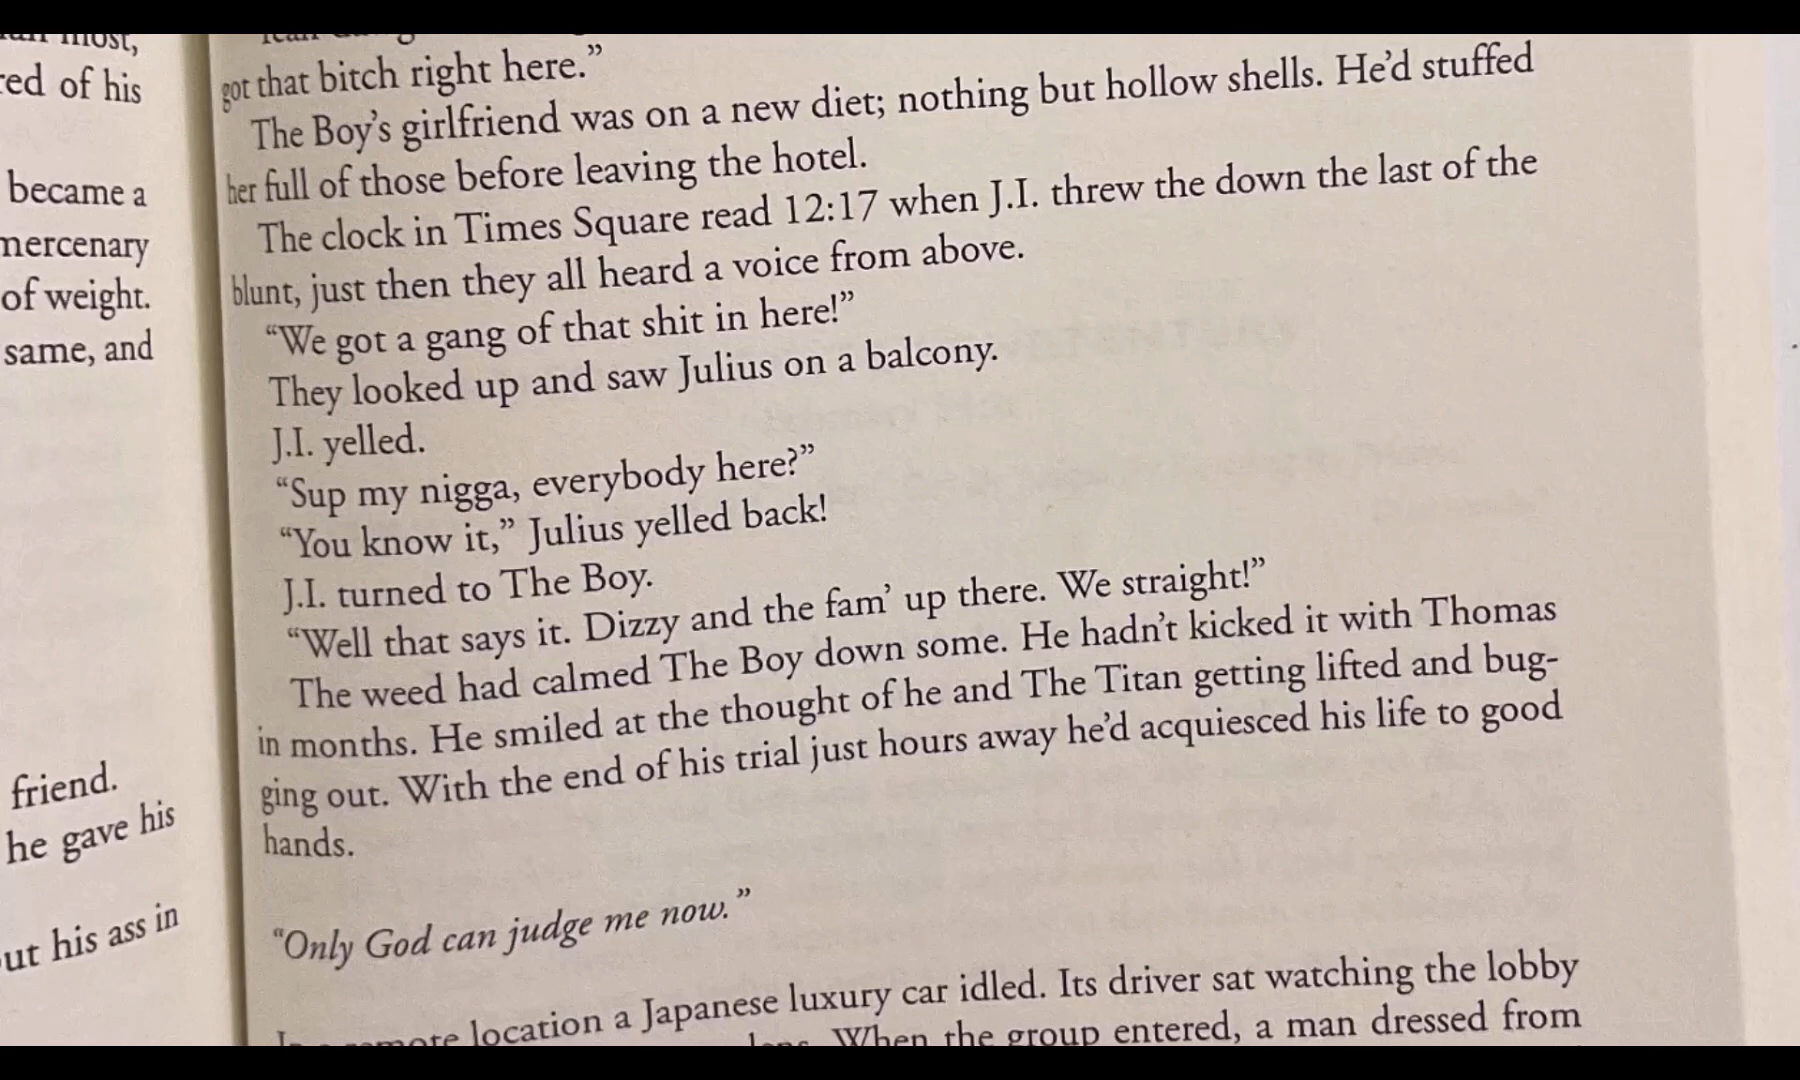 most,
red of his
became a
mercenary
of weight.
same, and
friend.
he gave his
but his ass in
got that bitch right here.”
The Boy’s girlfriend was on a new diet; nothing but hollow shells. He’d stuffed
her full of those before leaving the hotel.
The clock in Times Square read 12:17 when J.I. threw the down the last of the
blunt, just then they all heard a voice from above.
“We got a gang of that shit in here!”
They looked up and saw Julius on a balcony.
J.I. yelled.
“Sup my nigga, everybody here?”
“You know it,” Julius yelled back!
J.I. turned to The Boy.
“Well that says it. Dizzy and the fam’ up there. We straight!”
The weed had calmed The Boy down some. He hadn’t kicked it with Thomas
in months. He smiled at the thought of he and The Titan getting lifted and bug-
ging out. With the end of his trial just hours away he’d acquiesced his life to good
hands.
“Only God can judge me now.”
In a remote location a Japanese luxury car idled. Its driver sat watching the lobby
When the group entered, a man dressed from